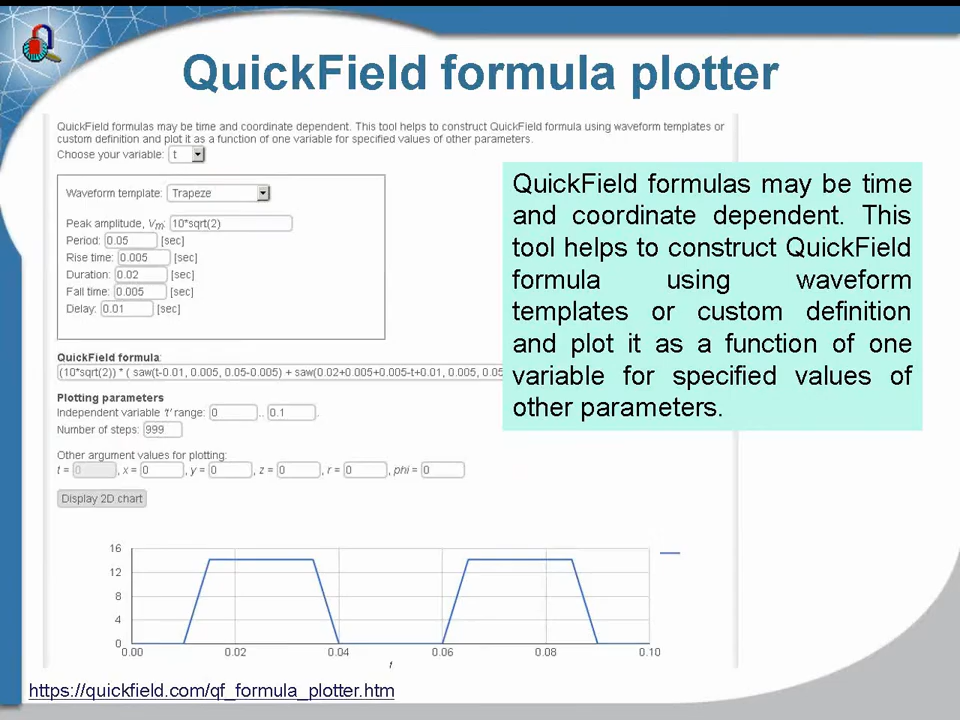 QuickField formula plotter
QuickField formulas may be time and coordinate dependent. This tool helps to construct QuickField formula using waveform templates or
custom definition and plot it as a function of one variable for specified values of other parameters.
Choose your variable: t
Waveform template: Trapeze
Peak amplitude, Vm: 10*sqrt(2)
Period: 0.05 [sec]
Rise time: 0.005 [sec]
Duration: 0.02 [sec]
Fall time: 0.005 [sec]
Delay: 0.01 [sec]
QuickField formula:
(10*sqrt(2)) * ( saw(t-0.01, 0.005, 0.05-0.005) + saw(0.02+0.005+0.005-t+0.01, 0.005, 0.05
Plotting parameters
Independent variable 't' range: 0 .. 0.1 .
Number of steps: 999
Other argument values for plotting:
t = 0 , x = 0 , y = 0 , z = 0 , r = 0 , phi = 0
Display 2D chart
QuickField formulas may be time
and coordinate dependent. This
tool helps to construct QuickField
formula using waveform
templates or custom definition
and plot it as a function of one
variable for specified values of
other parameters.
16
12
8
4
0
0.00 0.02 0.04 0.06 0.08 0.10
t
https://quickfield.com/qf_formula_plotter.htm